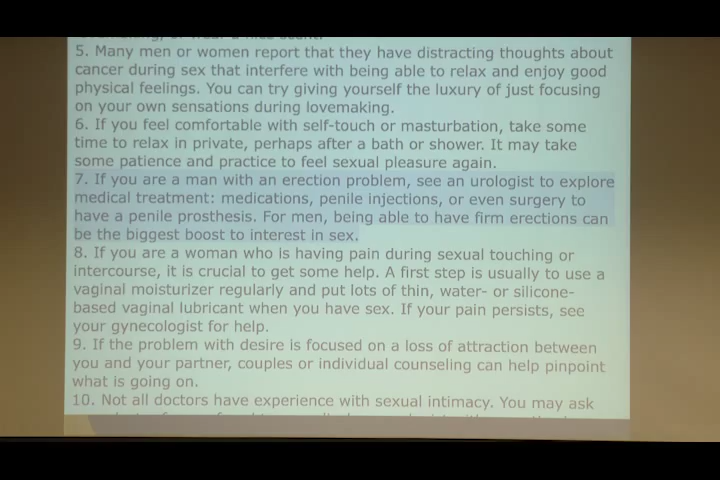 5. Many men or women report that they have distracting thoughts about
cancer during sex that interfere with being able to relax and enjoy good
physical feelings. You can try giving yourself the luxury of just focusing
on your own sensations during lovemaking.
6. If you feel comfortable with self-touch or masturbation, take some
time to relax in private, perhaps after a bath or shower. It may take
some patience and practice to feel sexual pleasure again.
7. If you are a man with an erection problem, see an urologist to explore
medical treatment: medications, penile injections, or even surgery to
have a penile prosthesis. For men, being able to have firm erections can
be the biggest boost to interest in sex.
8. If you are a woman who is having pain during sexual touching or
intercourse, it is crucial to get some help. A first step is usually to use a
vaginal moisturizer regularly and put lots of thin, water- or silicone-
based vaginal lubricant when you have sex. If your pain persists, see
your gynecologist for help.
9. If the problem with desire is focused on a loss of attraction between
you and your partner, couples or individual counseling can help pinpoint
what is going on.
10. Not all doctors have experience with sexual intimacy. You may ask